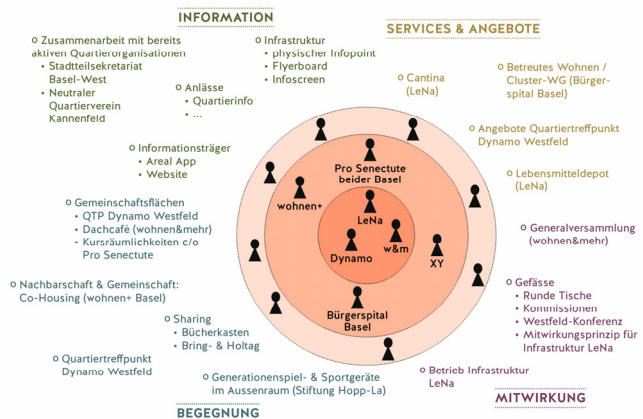 INFORMATION
Zusammenarbeit mit bereits
aktiven Quartierorganisationen
• Stadtteilsekretariat
Basel-West
• Neutraler
Quartierverein
Kannenfeld
Anlässe
• Quartierinfo
• ...
Infrastruktur
• physischer Infopoint
• Flyerboard
• Infoscreen
Informationsträger
• Areal App
• Website
SERVICES & ANGEBOTE
Cantina
(LeNa)
Betreutes Wohnen /
Cluster-WG (Bürger-
spital Basel)
Angebote Quartiertreffpunkt
Dynamo Westfeld
Lebensmitteldepot
(LeNa)
Pro Senectute
beider Basel
wohnen+
LeNa
w&m
Dynamo
XY
Bürgerspital
Basel
Gemeinschaftsflächen
• QTP Dynamo Westfeld
• Dachcafé (wohnen&mehr)
• Kursräumlichkeiten c/o
Pro Senectute
Nachbarschaft & Gemeinschaft:
Co-Housing (wohnen+ Basel)
Sharing
• Bücherkasten
• Bring- & Holtag
Quartiertreffpunkt
Dynamo Westfeld
Generationenspiel- & Sportgeräte
im Aussenraum (Stiftung Hopp-La)
BEGEGNUNG
Generalversammlung
(wohnen&mehr)
Gefässe
• Runde Tische
• Kommissionen
• Westfeld-Konferenz
• Mitwirkungsprinzip für
Infrastruktur LeNa
Betrieb Infrastruktur
LeNa
MITWIRKUNG